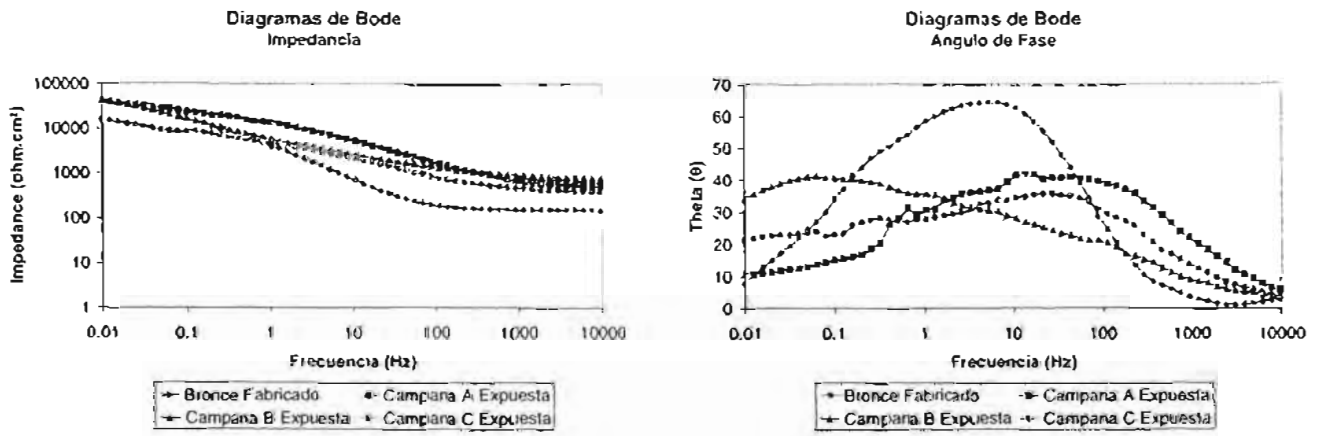 Diagramas de Bode
Impedancia
100000
10000
1000
100
10
1
Impedance (ohm.cm²)
0.01 0.1 1 10 100 1000 10000
Frecuencia (Hz)
Bronce Fabricado Campana A Expuesta
Campana B Expuesta Campana C Expuesta
Diagramas de Bode
Angulo de Fase
70
60
50
40
30
20
10
0
Theta (θ)
0.01 0.1 1 10 100 1000 10000
Frecuencia (Hz)
Bronce Fabricado Campana A Expuesta
Campana B Expuesta Campana C Expuesta